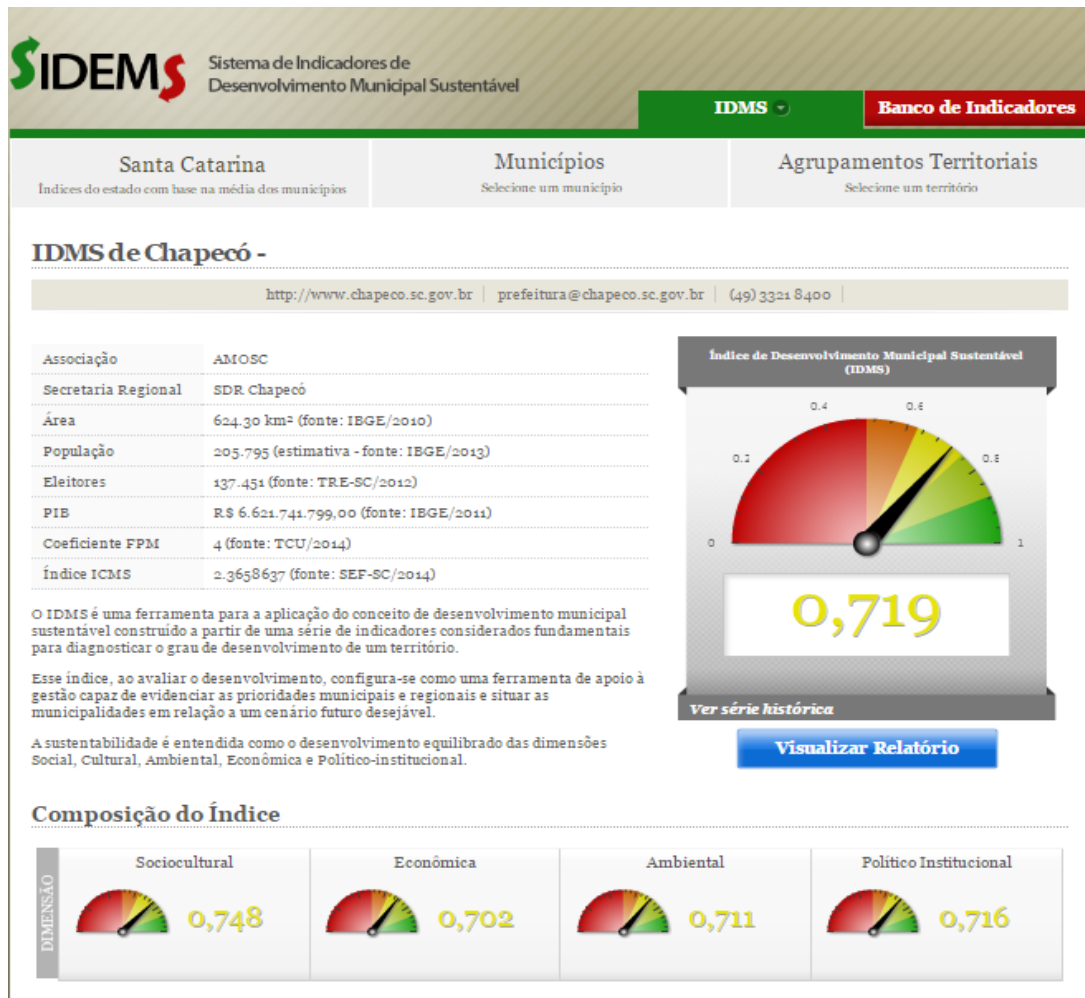 SIDEMS
Sistema de Indicadores de
Desenvolvimento Municipal Sustentável
IDMS
Banco de Indicadores
Santa Catarina
Índices do estado com base na média dos municípios
Municípios
Selecione um município
Agrupamentos Territoriais
Selecione um território
IDMS de Chapecó -
http://www.chapeco.sc.gov.br | prefeitura@chapeco.sc.gov.br | (49) 3321 8400 |
Associação AMOSC
Secretaria Regional SDR Chapecó
Área 624.30 km² (fonte: IBGE/2010)
População 205.795 (estimativa - fonte: IBGE/2013)
Eleitores 137.451 (fonte: TRE-SC/2012)
PIB R$ 6.621.741.799,00 (fonte: IBGE/2011)
Coeficiente FPM 4 (fonte: TCU/2014)
Índice ICMS 2.3658637 (fonte: SEF-SC/2014)
O IDMS é uma ferramenta para a aplicação do conceito de desenvolvimento municipal
sustentável construído a partir de uma série de indicadores considerados fundamentais
para diagnosticar o grau de desenvolvimento de um território.
Esse índice, ao avaliar o desenvolvimento, configura-se como uma ferramenta de apoio à
gestão capaz de evidenciar as prioridades municipais e regionais e situar as
municipalidades em relação a um cenário futuro desejável.
A sustentabilidade é entendida como o desenvolvimento equilibrado das dimensões
Social, Cultural, Ambiental, Econômica e Político-institucional.
Índice de Desenvolvimento Municipal Sustentável
(IDMS)
0
0.2
0.4
0.6
0.8
1
0,719
Ver série histórica
Visualizar Relatório
Composição do Índice
DIMENSÃO
Sociocultural
0,748
Econômica
0,702
Ambiental
0,711
Político Institucional
0,716